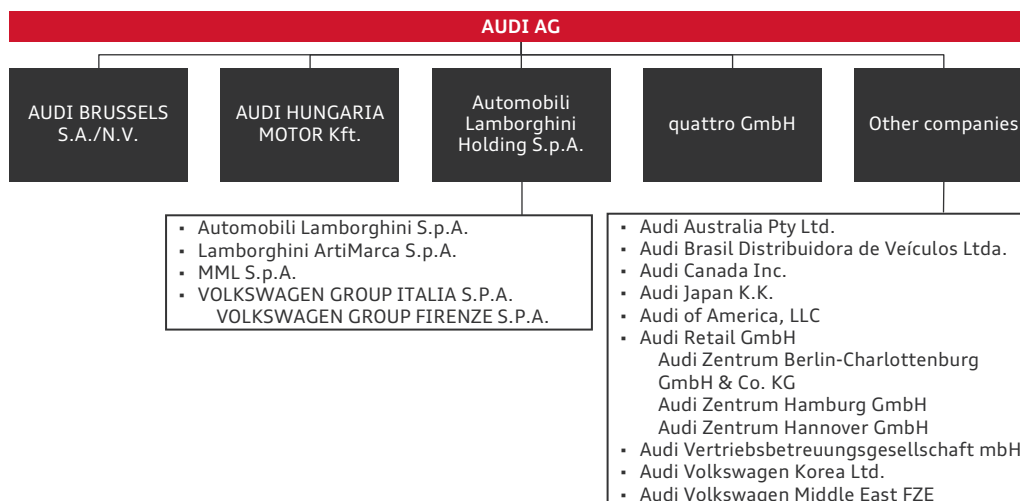 AUDI AG
AUDI BRUSSELS
S.A./N.V.
AUDI HUNGARIA
MOTOR Kft.
Automobili
Lamborghini
Holding S.p.A.
quattro GmbH
Other companies
▪ Automobili Lamborghini S.p.A.
▪ Lamborghini ArtiMarca S.p.A.
▪ MML S.p.A.
▪ VOLKSWAGEN GROUP ITALIA S.P.A.
VOLKSWAGEN GROUP FIRENZE S.P.A.
▪ Audi Australia Pty Ltd.
▪ Audi Brasil Distribuidora de Veículos Ltda.
▪ Audi Canada Inc.
▪ Audi Japan K.K.
▪ Audi of America, LLC
▪ Audi Retail GmbH
Audi Zentrum Berlin-Charlottenburg
GmbH & Co. KG
Audi Zentrum Hamburg GmbH
Audi Zentrum Hannover GmbH
▪ Audi Vertriebsbetreuungsgesellschaft mbH
▪ Audi Volkswagen Korea Ltd.
▪ Audi Volkswagen Middle East FZE